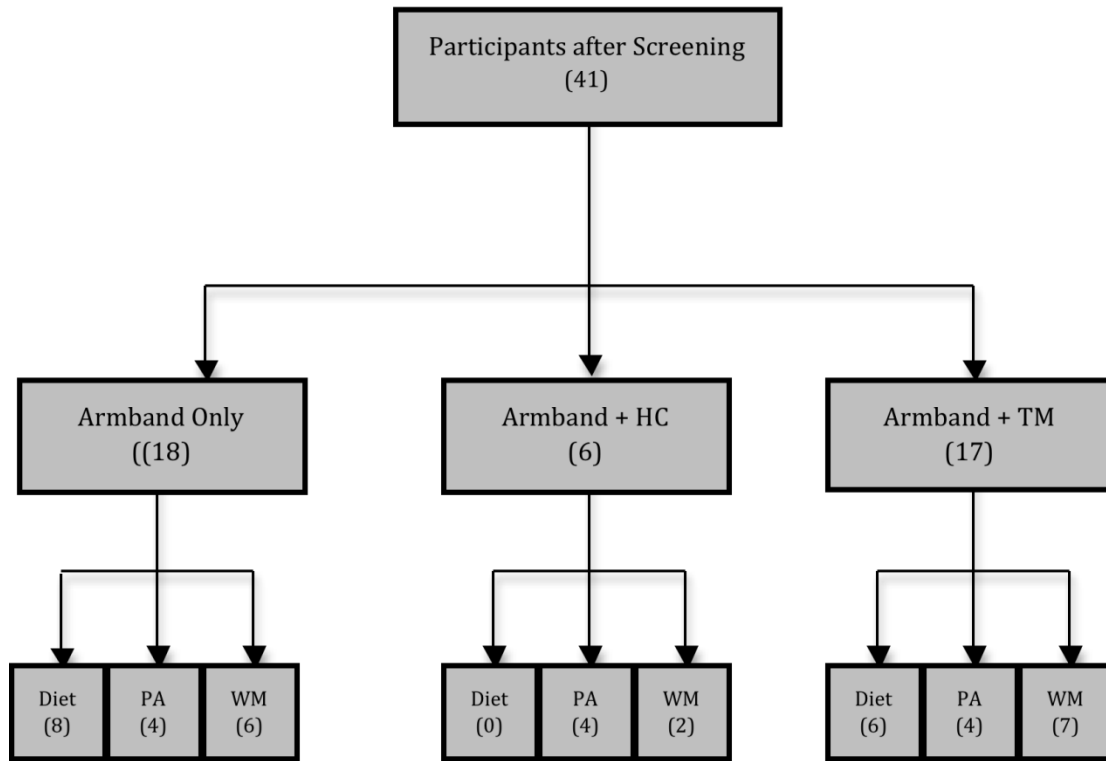 Participants after Screening
(41)
Armband Only
((18)
Armband + HC
(6)
Armband + TM
(17)
Diet
(8)
PA
(4)
WM
(6)
Diet
(0)
PA
(4)
WM
(2)
Diet
(6)
PA
(4)
WM
(7)